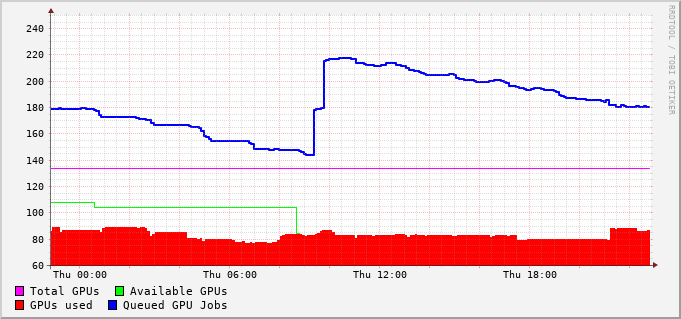 RRDTOOL / TOBI OETIKER
240
220
200
180
160
140
120
100
80
60
Thu 00:00 Thu 06:00 Thu 12:00 Thu 18:00
Total GPUs Available GPUs
GPUs used Queued GPU Jobs